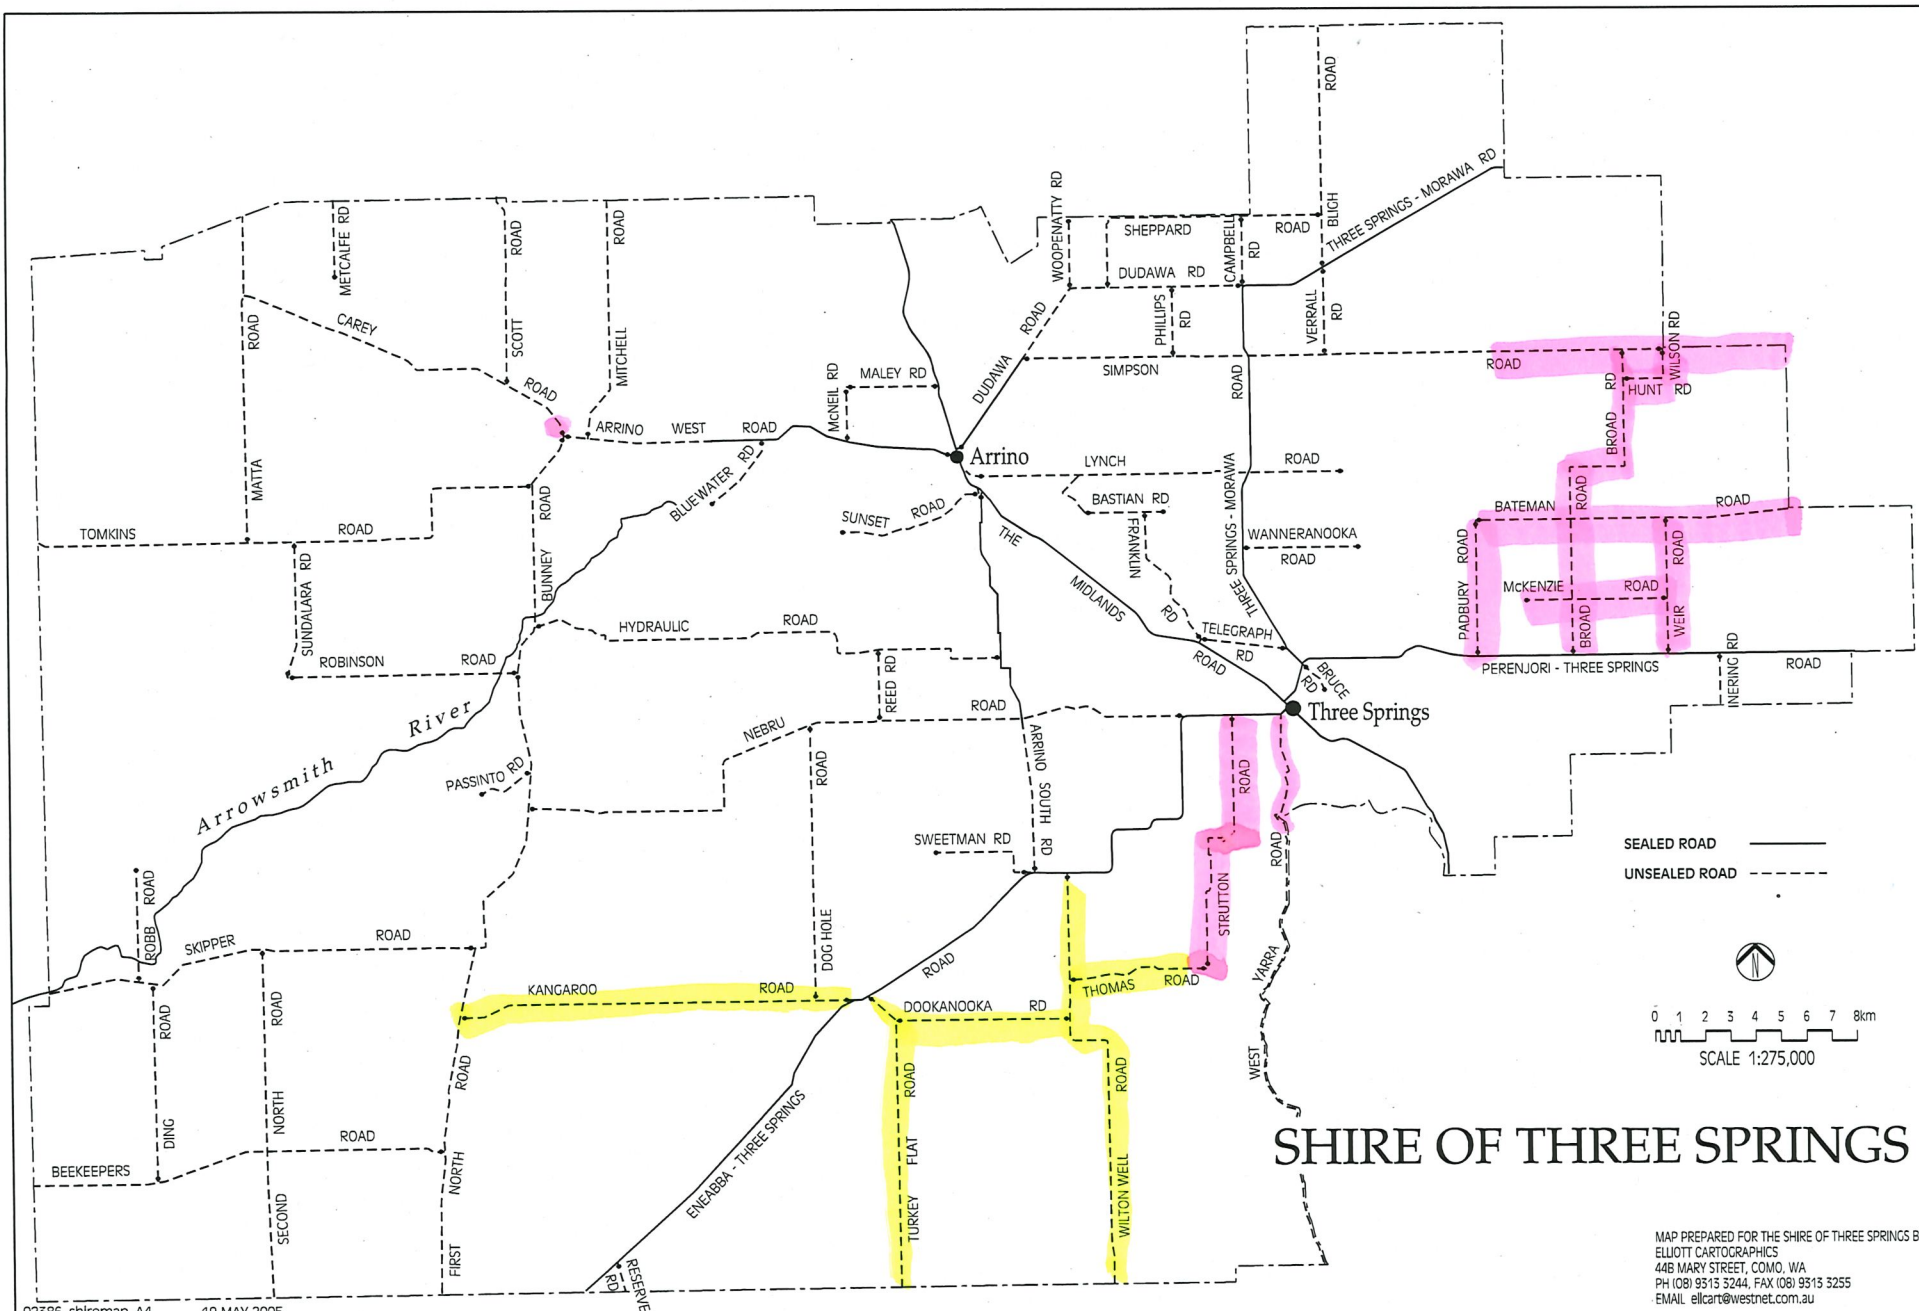 ROAD
THREE SPRINGS - MORAWA RD
BLIGH
METCALFE RD
ROAD
ROAD
WOOPENATTY RD
SHEPPARD
CAMPBELL
RD
ROAD
DUDAWA RD
PHILLIPS
RD
VERRALL
RD
ROAD
CAREY
SCOTT
MITCHELL
ROAD
DUDAWA
ROAD
SIMPSON
ROAD
ROAD
WILSON RD
HUNT RD
RD
BROAD
McNEIL RD
MALEY RD
ARRINO WEST ROAD
BLUEWATER RD
Arrino
LYNCH ROAD
BASTIAN RD
FRANKLIN
RD
SUNSET ROAD
THE
MIDLANDS
ROAD
THREE SPRINGS - MORAWA
WANNERANOOKA
ROAD
BATEMAN ROAD
ROAD
PADBURY ROAD
McKENZIE ROAD
BROAD
WEIR
ROAD
MATTA
TOMKINS ROAD
SUNDALARA RD
BUNNEY
ROAD
HYDRAULIC ROAD
ROBINSON ROAD
TELEGRAPH
RD
BRUCE
RD
PERENJORI - THREE SPRINGS ROAD
INERING RD
Three Springs
REED RD
NEBRU
ROAD
Arrowsmith River
PASSINTO RD
ROAD
DOG HOLE
ARRINO SOUTH RD
SWEETMAN RD
ROAD
STRUTTON
ROAD
YARRA
WEST
SEALED ROAD
UNSEALED ROAD
N
0 1 2 3 4 5 6 7 8km
SCALE 1:275,000
ROBB ROAD
SKIPPER ROAD
KANGAROO ROAD
ROAD
DOOKANOOKA RD
THOMAS ROAD
ROAD
DING
ROAD
NORTH
SECOND
ROAD
NORTH
FIRST
BEEKEEPERS ROAD
ENEABBA - THREE SPRINGS
RESERVE
RD
ROAD
TURKEY FLAT
ROAD
WILTON WELL
SHIRE OF THREE SPRINGS
MAP PREPARED FOR THE SHIRE OF THREE SPRINGS B
ELLIOTT CARTOGRAPHICS
44B MARY STREET, COMO, WA
PH (08) 9313 3244, FAX (08) 9313 3255
EMAIL ellcart@westnet.com.au